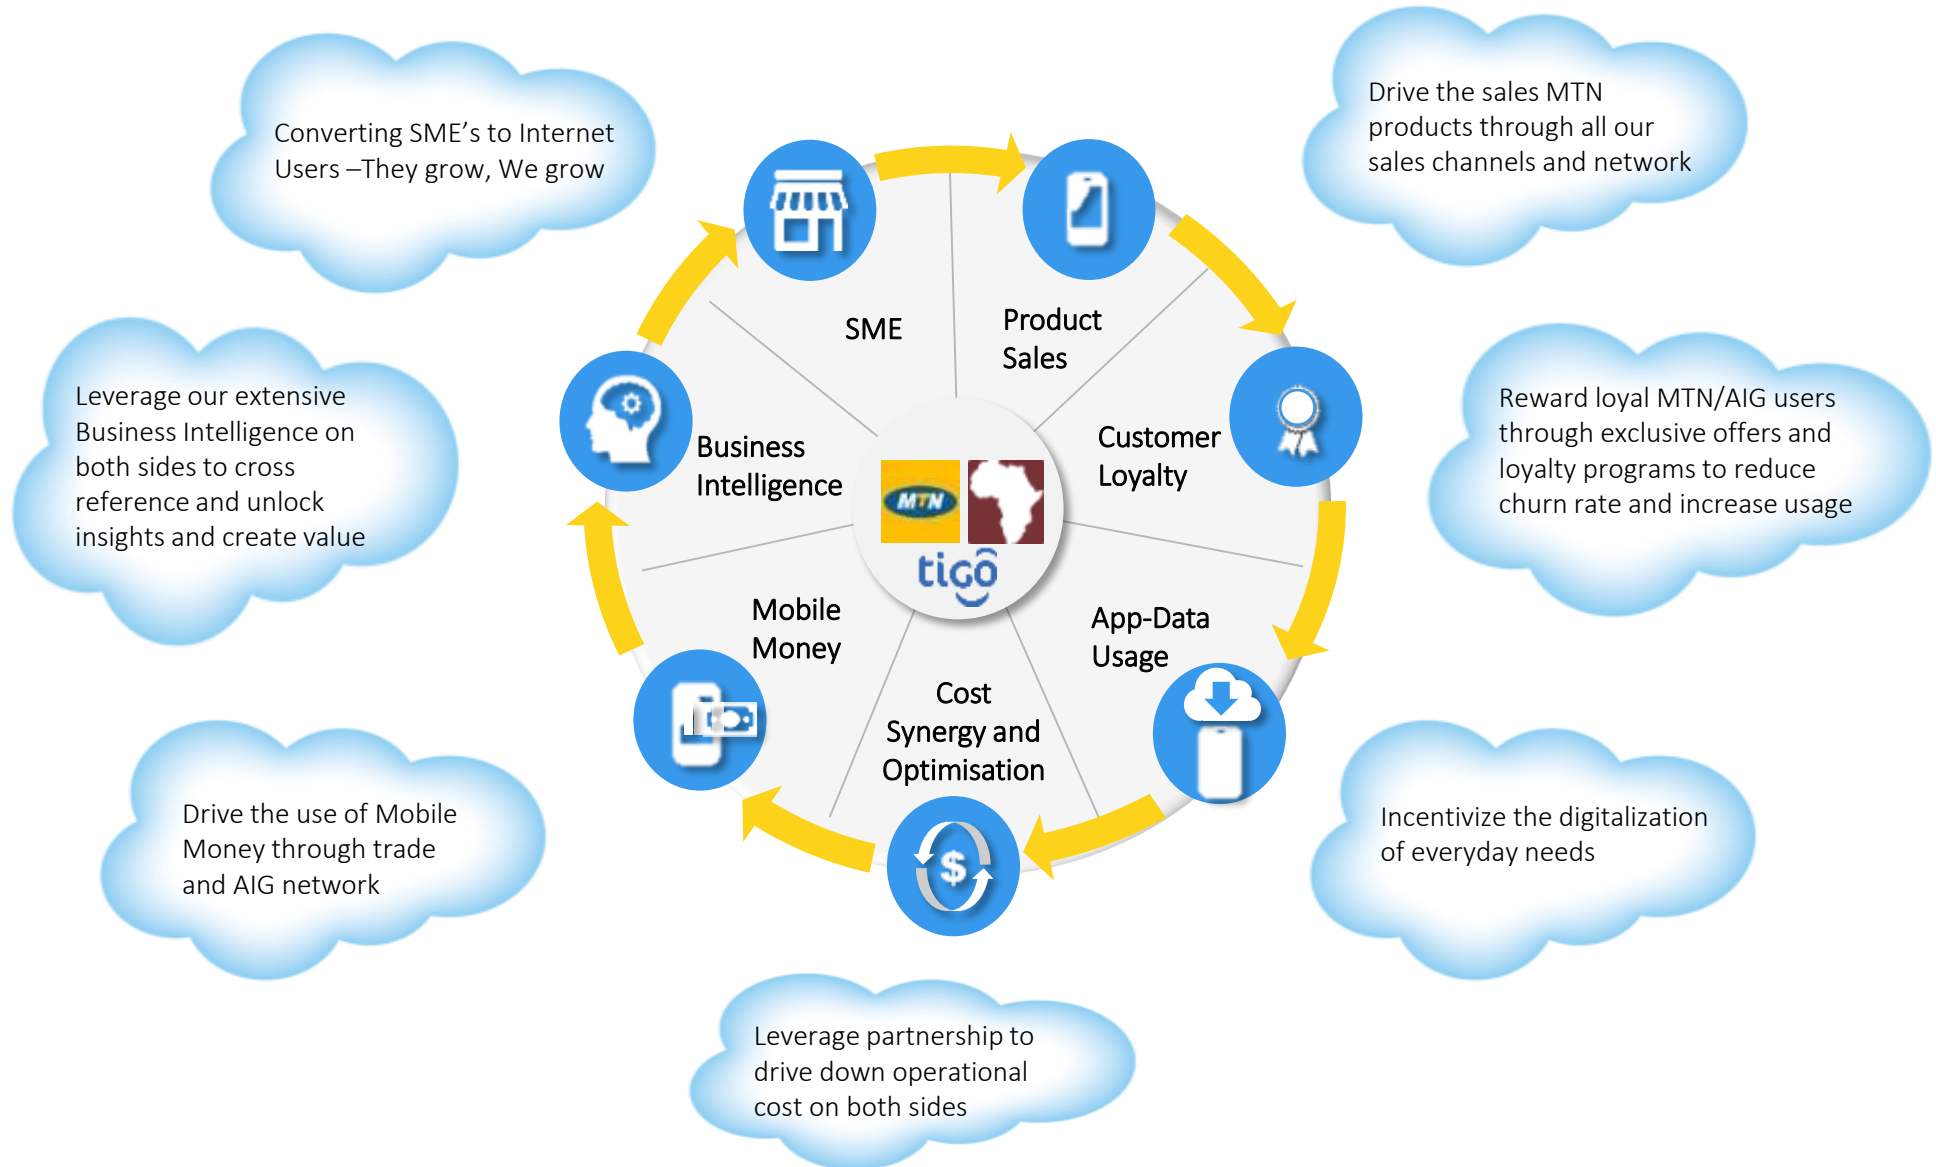 Converting SME's to Internet
Users –They grow, We grow
Drive the sales MTN
products through all our
sales channels and network
Leverage our extensive
Business Intelligence on
both sides to cross
reference and unlock
insights and create value
Reward loyal MTN/AIG users
through exclusive offers and
loyalty programs to reduce
churn rate and increase usage
Drive the use of Mobile
Money through trade
and AIG network
Incentivize the digitalization
of everyday needs
Leverage partnership to
drive down operational
cost on both sides
SME
Product
Sales
Customer
Loyalty
App-Data
Usage
Cost
Synergy and
Optimisation
Mobile
Money
Business
Intelligence
MTN
tigo
$